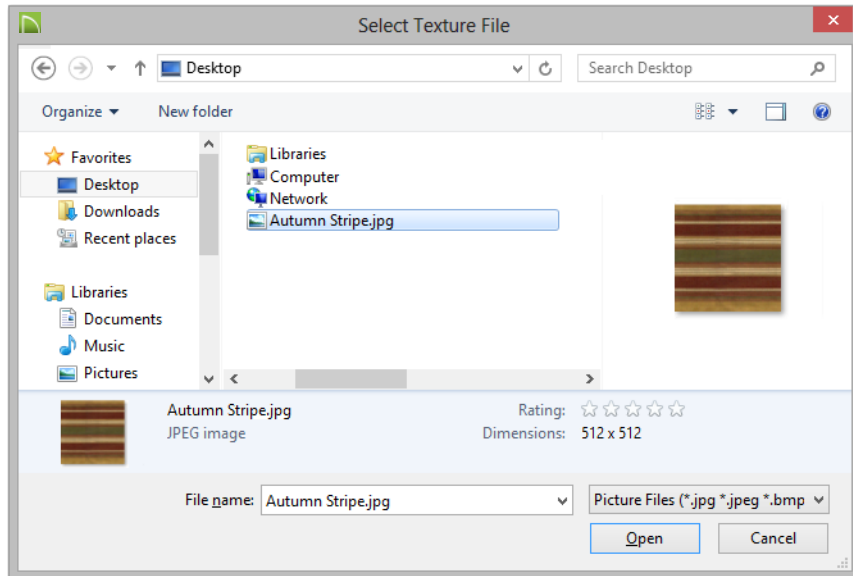 Select Texture File
Desktop
Search Desktop
Organize
New folder
Favorites
Desktop
Downloads
Recent places
Libraries
Documents
Music
Pictures
Libraries
Computer
Network
Autumn Stripe.jpg
Autumn Stripe.jpg
JPEG image
Rating:
Dimensions: 512 x 512
File name: Autumn Stripe.jpg
Picture Files (*.jpg *.jpeg *.bmp
Open
Cancel